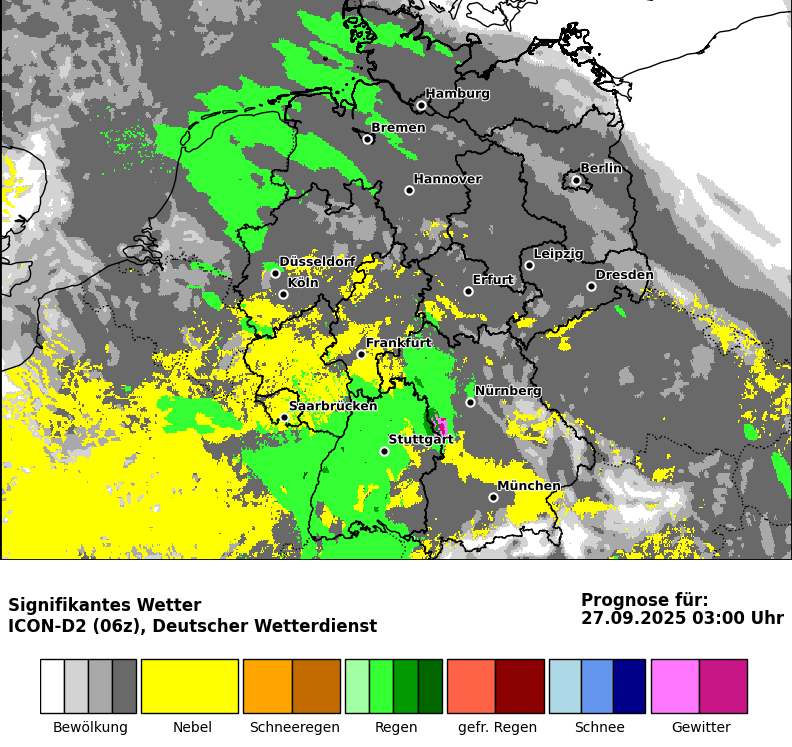 Hamburg
Bremen
Berlin
Hannover
Düsseldorf
Leipzig
Köln
Erfurt
Dresden
Frankfurt
Nürnberg
Saarbrücken
Stuttgart
München
Signifikantes Wetter
ICON-D2 (06z), Deutscher Wetterdienst
Prognose für:
27.09.2025 03:00 Uhr
Bewölkung Nebel Schneeregen Regen gefr. Regen Schnee Gewitter